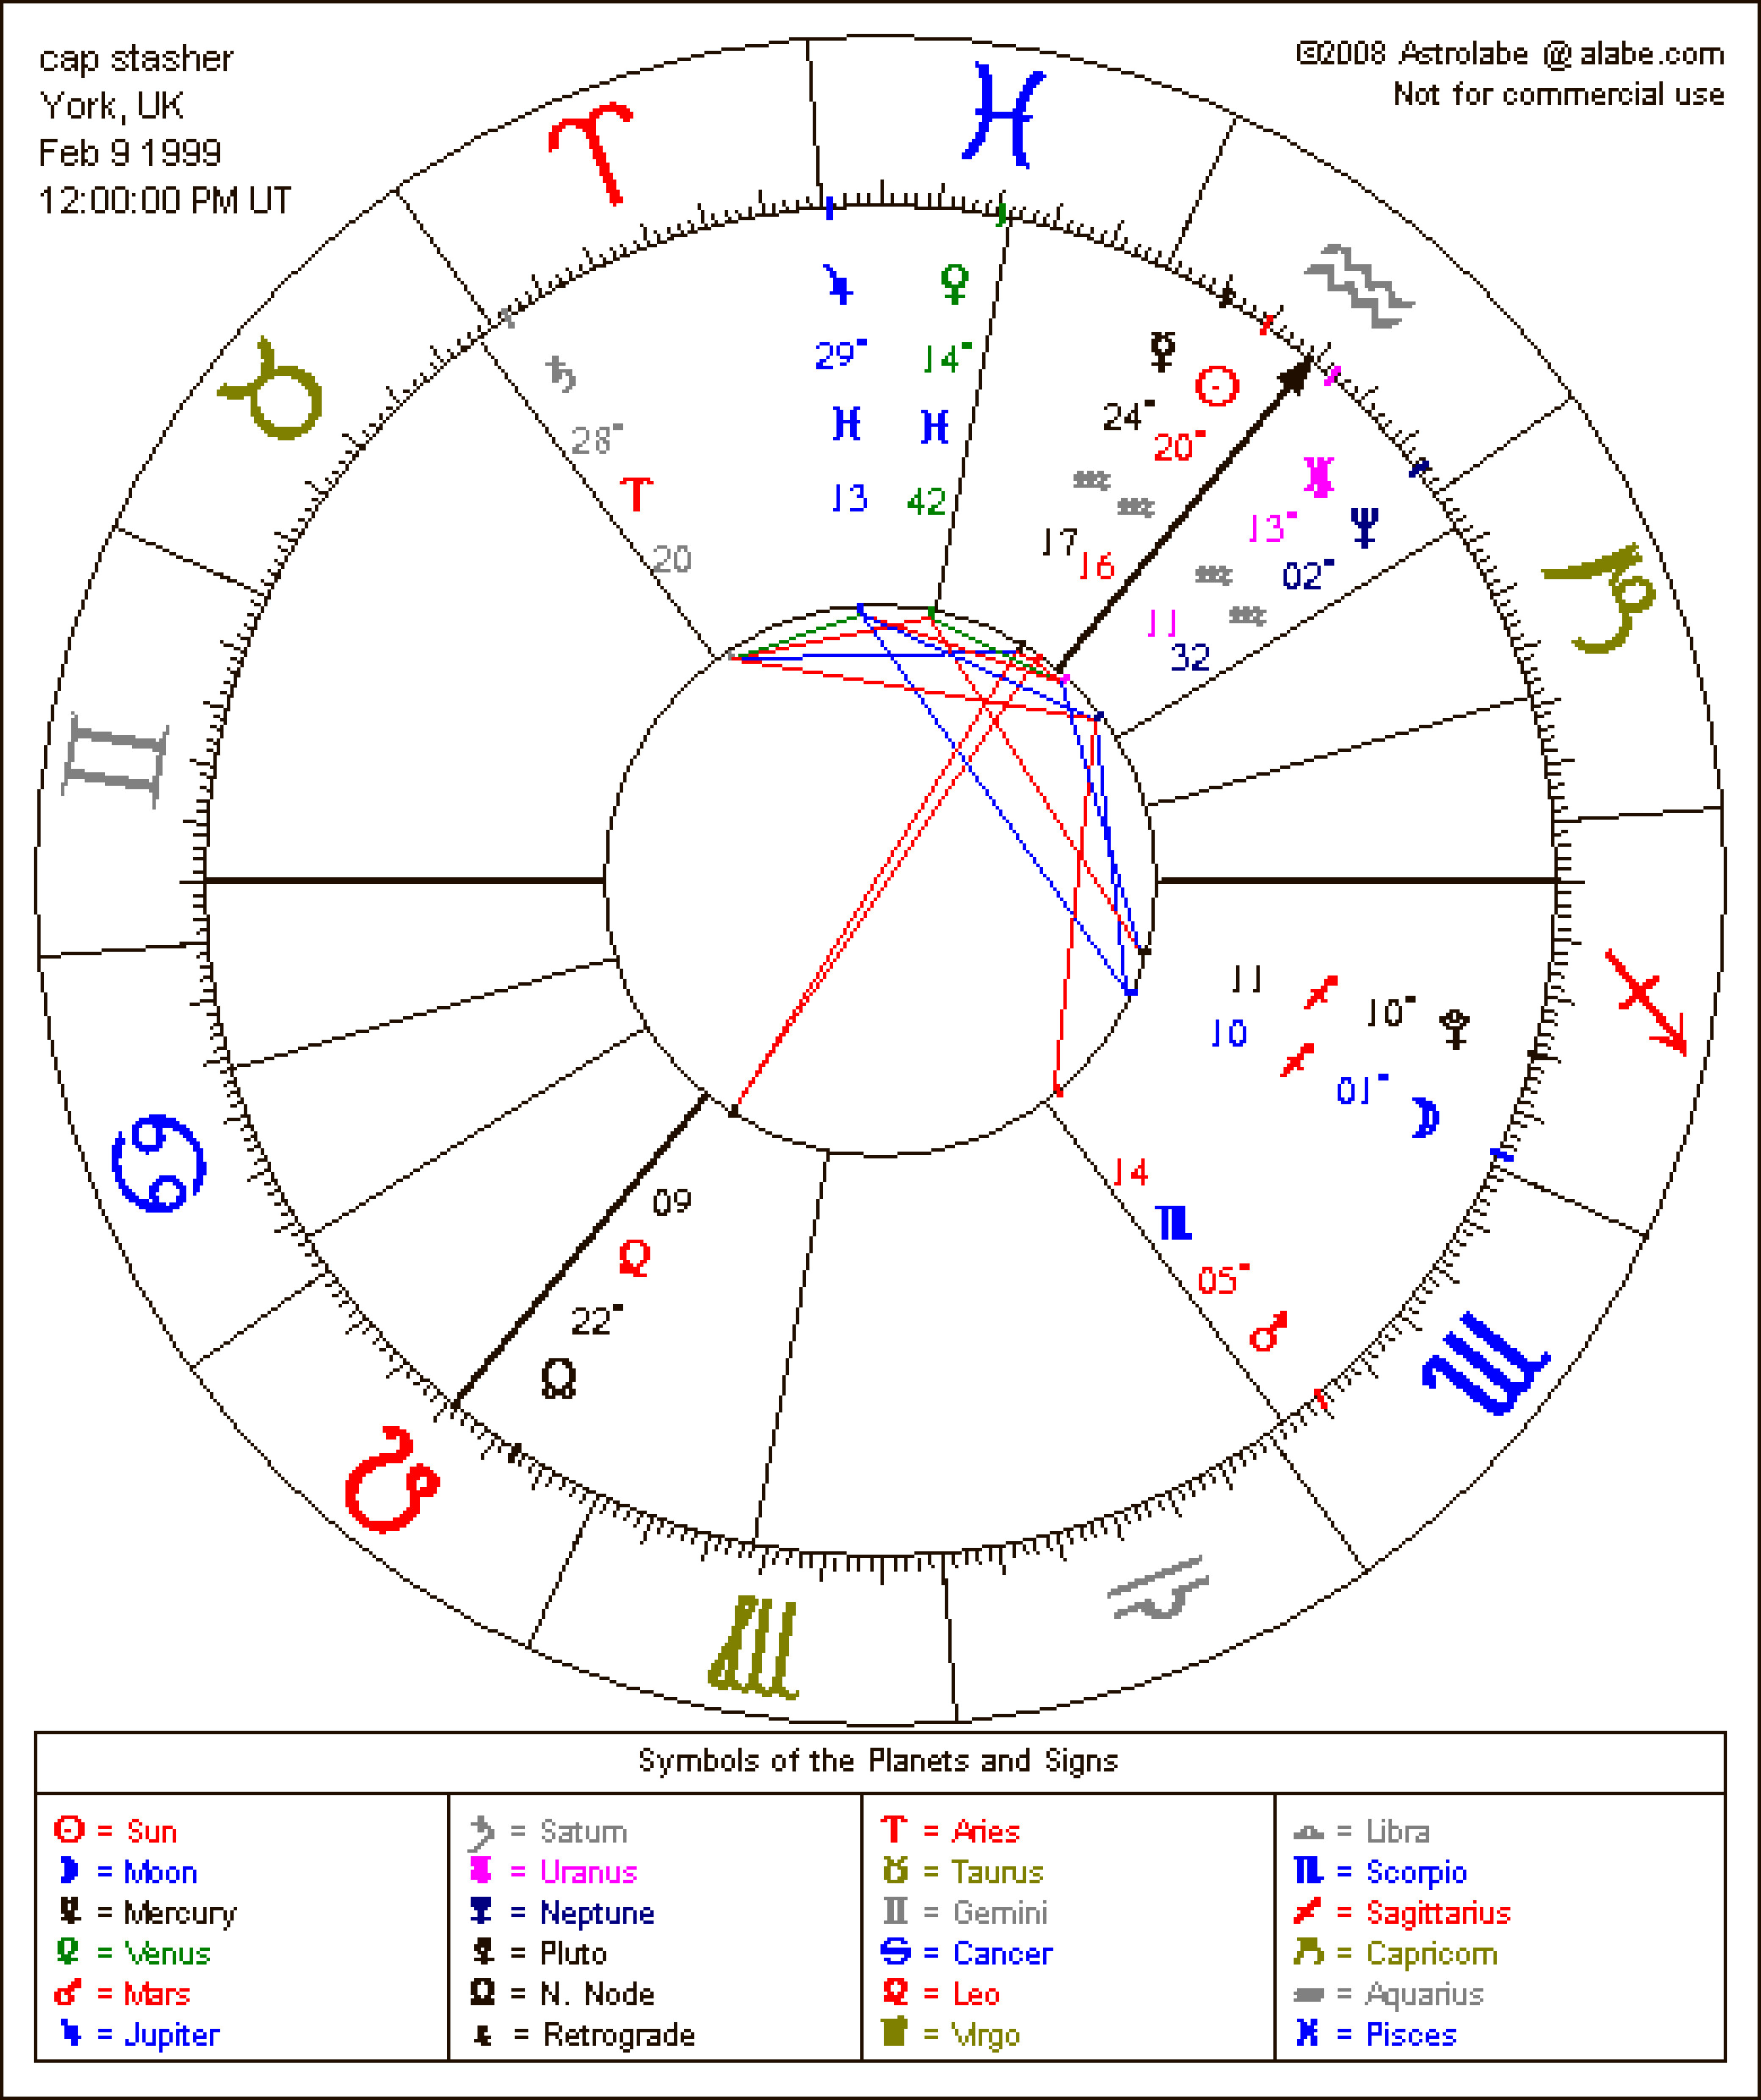 cap stasher
York, UK
Feb 9 1999
12:00:00 PM UT
©2008 Astrolabe @ alabe.com
Not for commercial use
♄ 28° ♈ 20
♃ 29° ♓ 13
♀ 14° ♓ 42
☿ 24° ♒ 17
☉ 20° ♒ 16
♅ 13° ♒ 11
♆ 02° ♒ 32
11 ♐ 10° ♇
10 ♐ 01° ☽
14 ♏ 05° ♂
09 ♌ 22° ☊
Symbols of the Planets and Signs
☉ = Sun
☽ = Moon
☿ = Mercury
♀ = Venus
♂ = Mars
♃ = Jupiter
♄ = Saturn
♅ = Uranus
♆ = Neptune
♇ = Pluto
☊ = N. Node
℞ = Retrograde
♈ = Aries
♉ = Taurus
♊ = Gemini
♋ = Cancer
♌ = Leo
♍ = Virgo
♎ = Libra
♏ = Scorpio
♐ = Sagittarius
♑ = Capricorn
♒ = Aquarius
♓ = Pisces